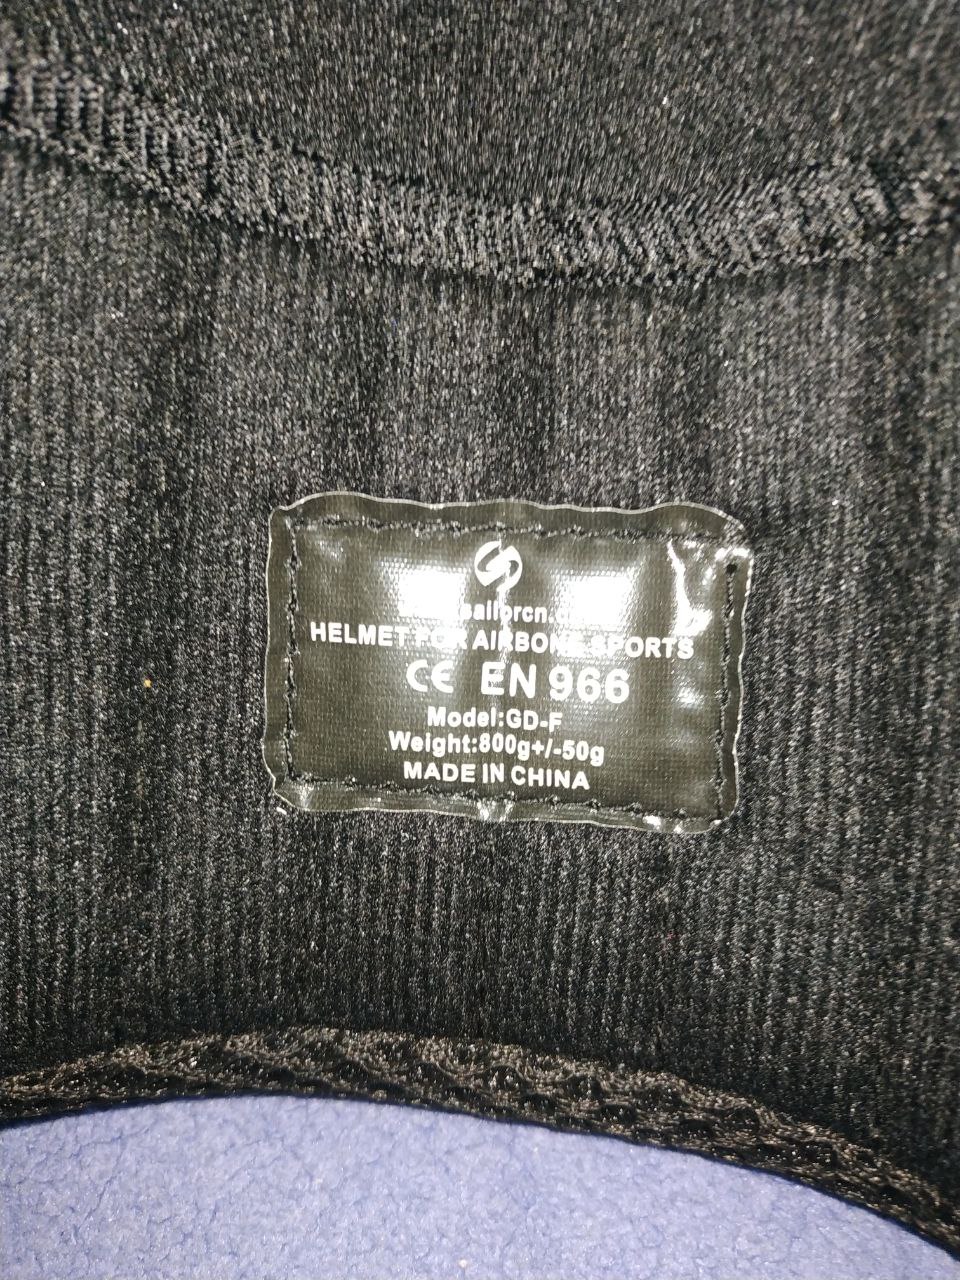 HELMET FOR AIRBONE SPORTS
CE EN 966
Model:GD-F
Weight:800g+/-50g
MADE IN CHINA